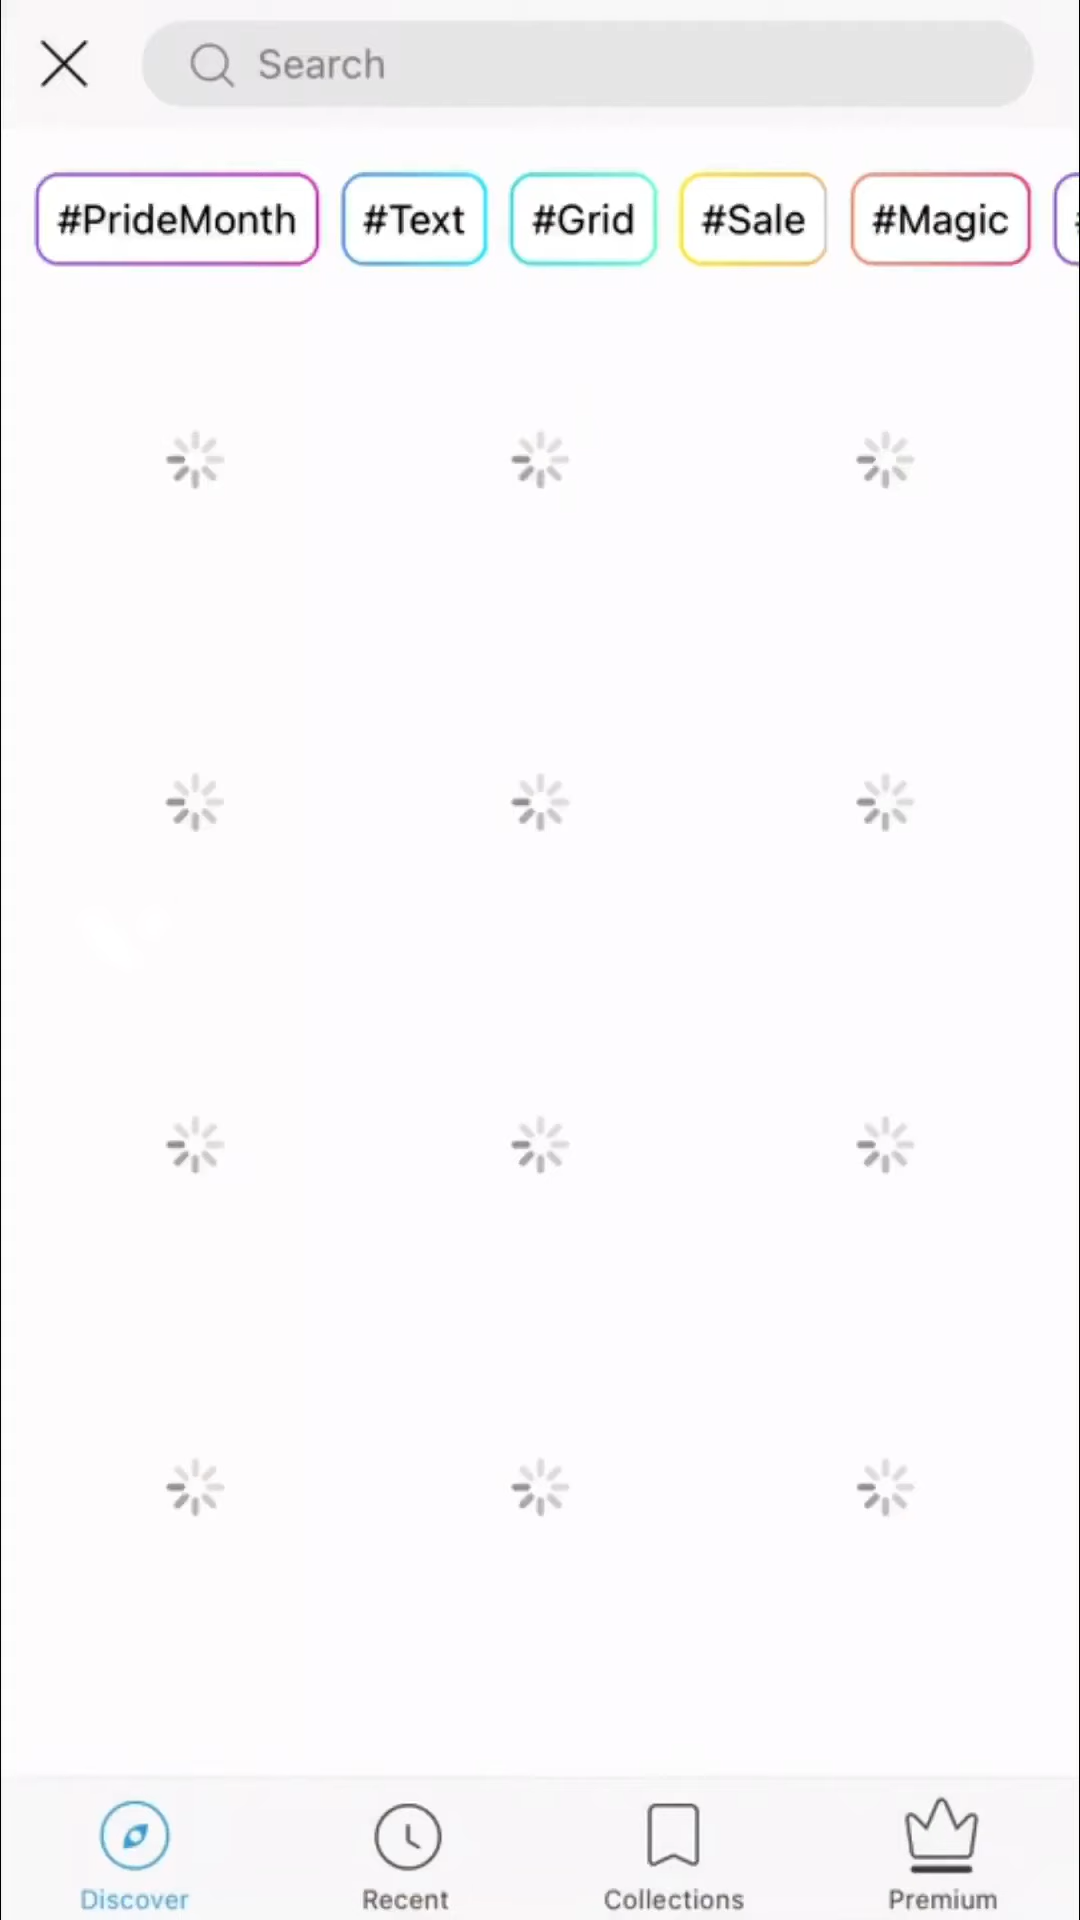 Search
#PrideMonth #Text #Grid #Sale #Magic
Discover Recent Collections Premium